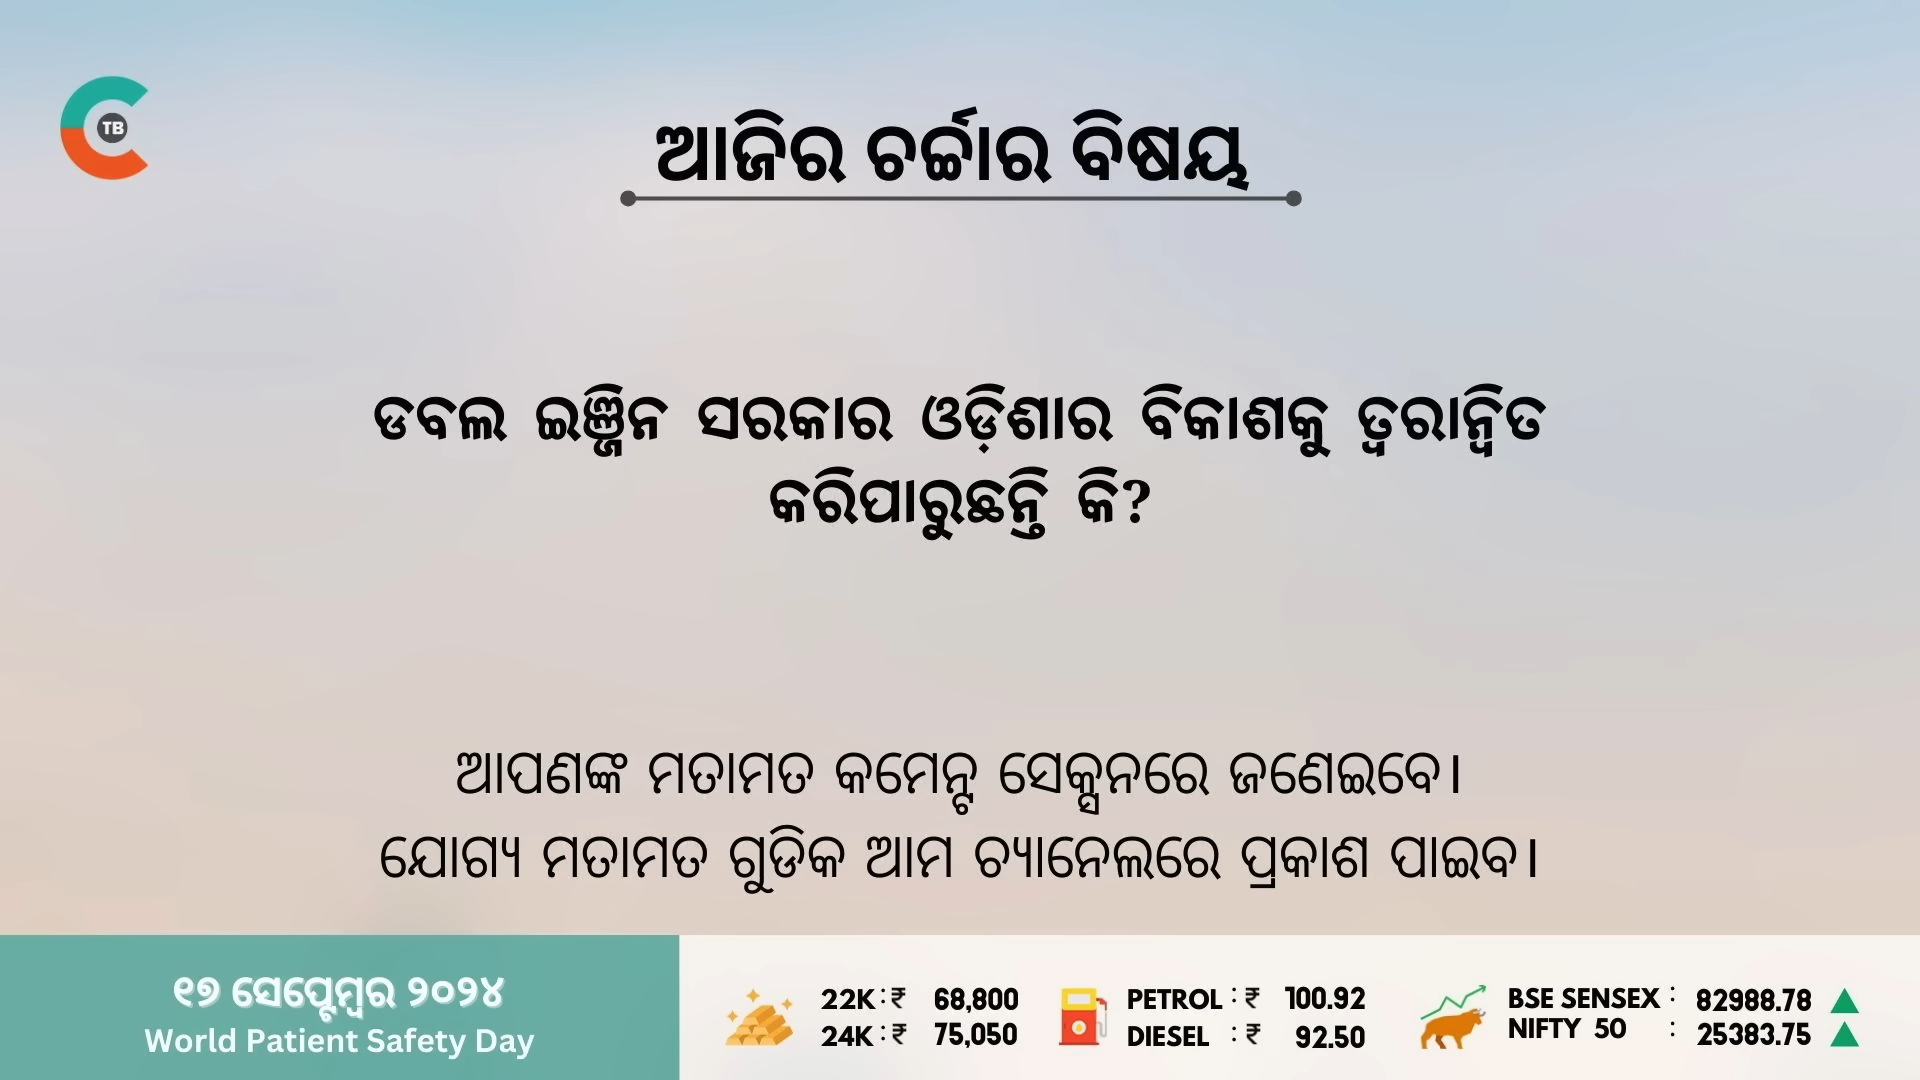 TB
ଆଜିର ଚର୍ଚ୍ଚାର ବିଷୟ
ଡବଲ ଇଞ୍ଜିନ ସରକାର ଓଡ଼ିଶାର ବିକାଶକୁ ତ୍ୱରାନ୍ୱିତ
କରିପାରୁଛନ୍ତି କି?
ଆପଣଙ୍କ ମତାମତ କମେନ୍ଟ ସେକ୍ସନରେ ଜଣେଇବେ।
ଯୋଗ୍ୟ ମତାମତ ଗୁଡିକ ଆମ ଚ୍ୟାନେଲରେ ପ୍ରକାଶ ପାଇବ।
୧୭ ସେପ୍ଟେମ୍ବର ୨୦୨୪
World Patient Safety Day
22K : ₹ 68,800
24K : ₹ 75,050
PETROL : ₹ 100.92
DIESEL : ₹ 92.50
BSE SENSEX : 82988.78
NIFTY 50 : 25383.75